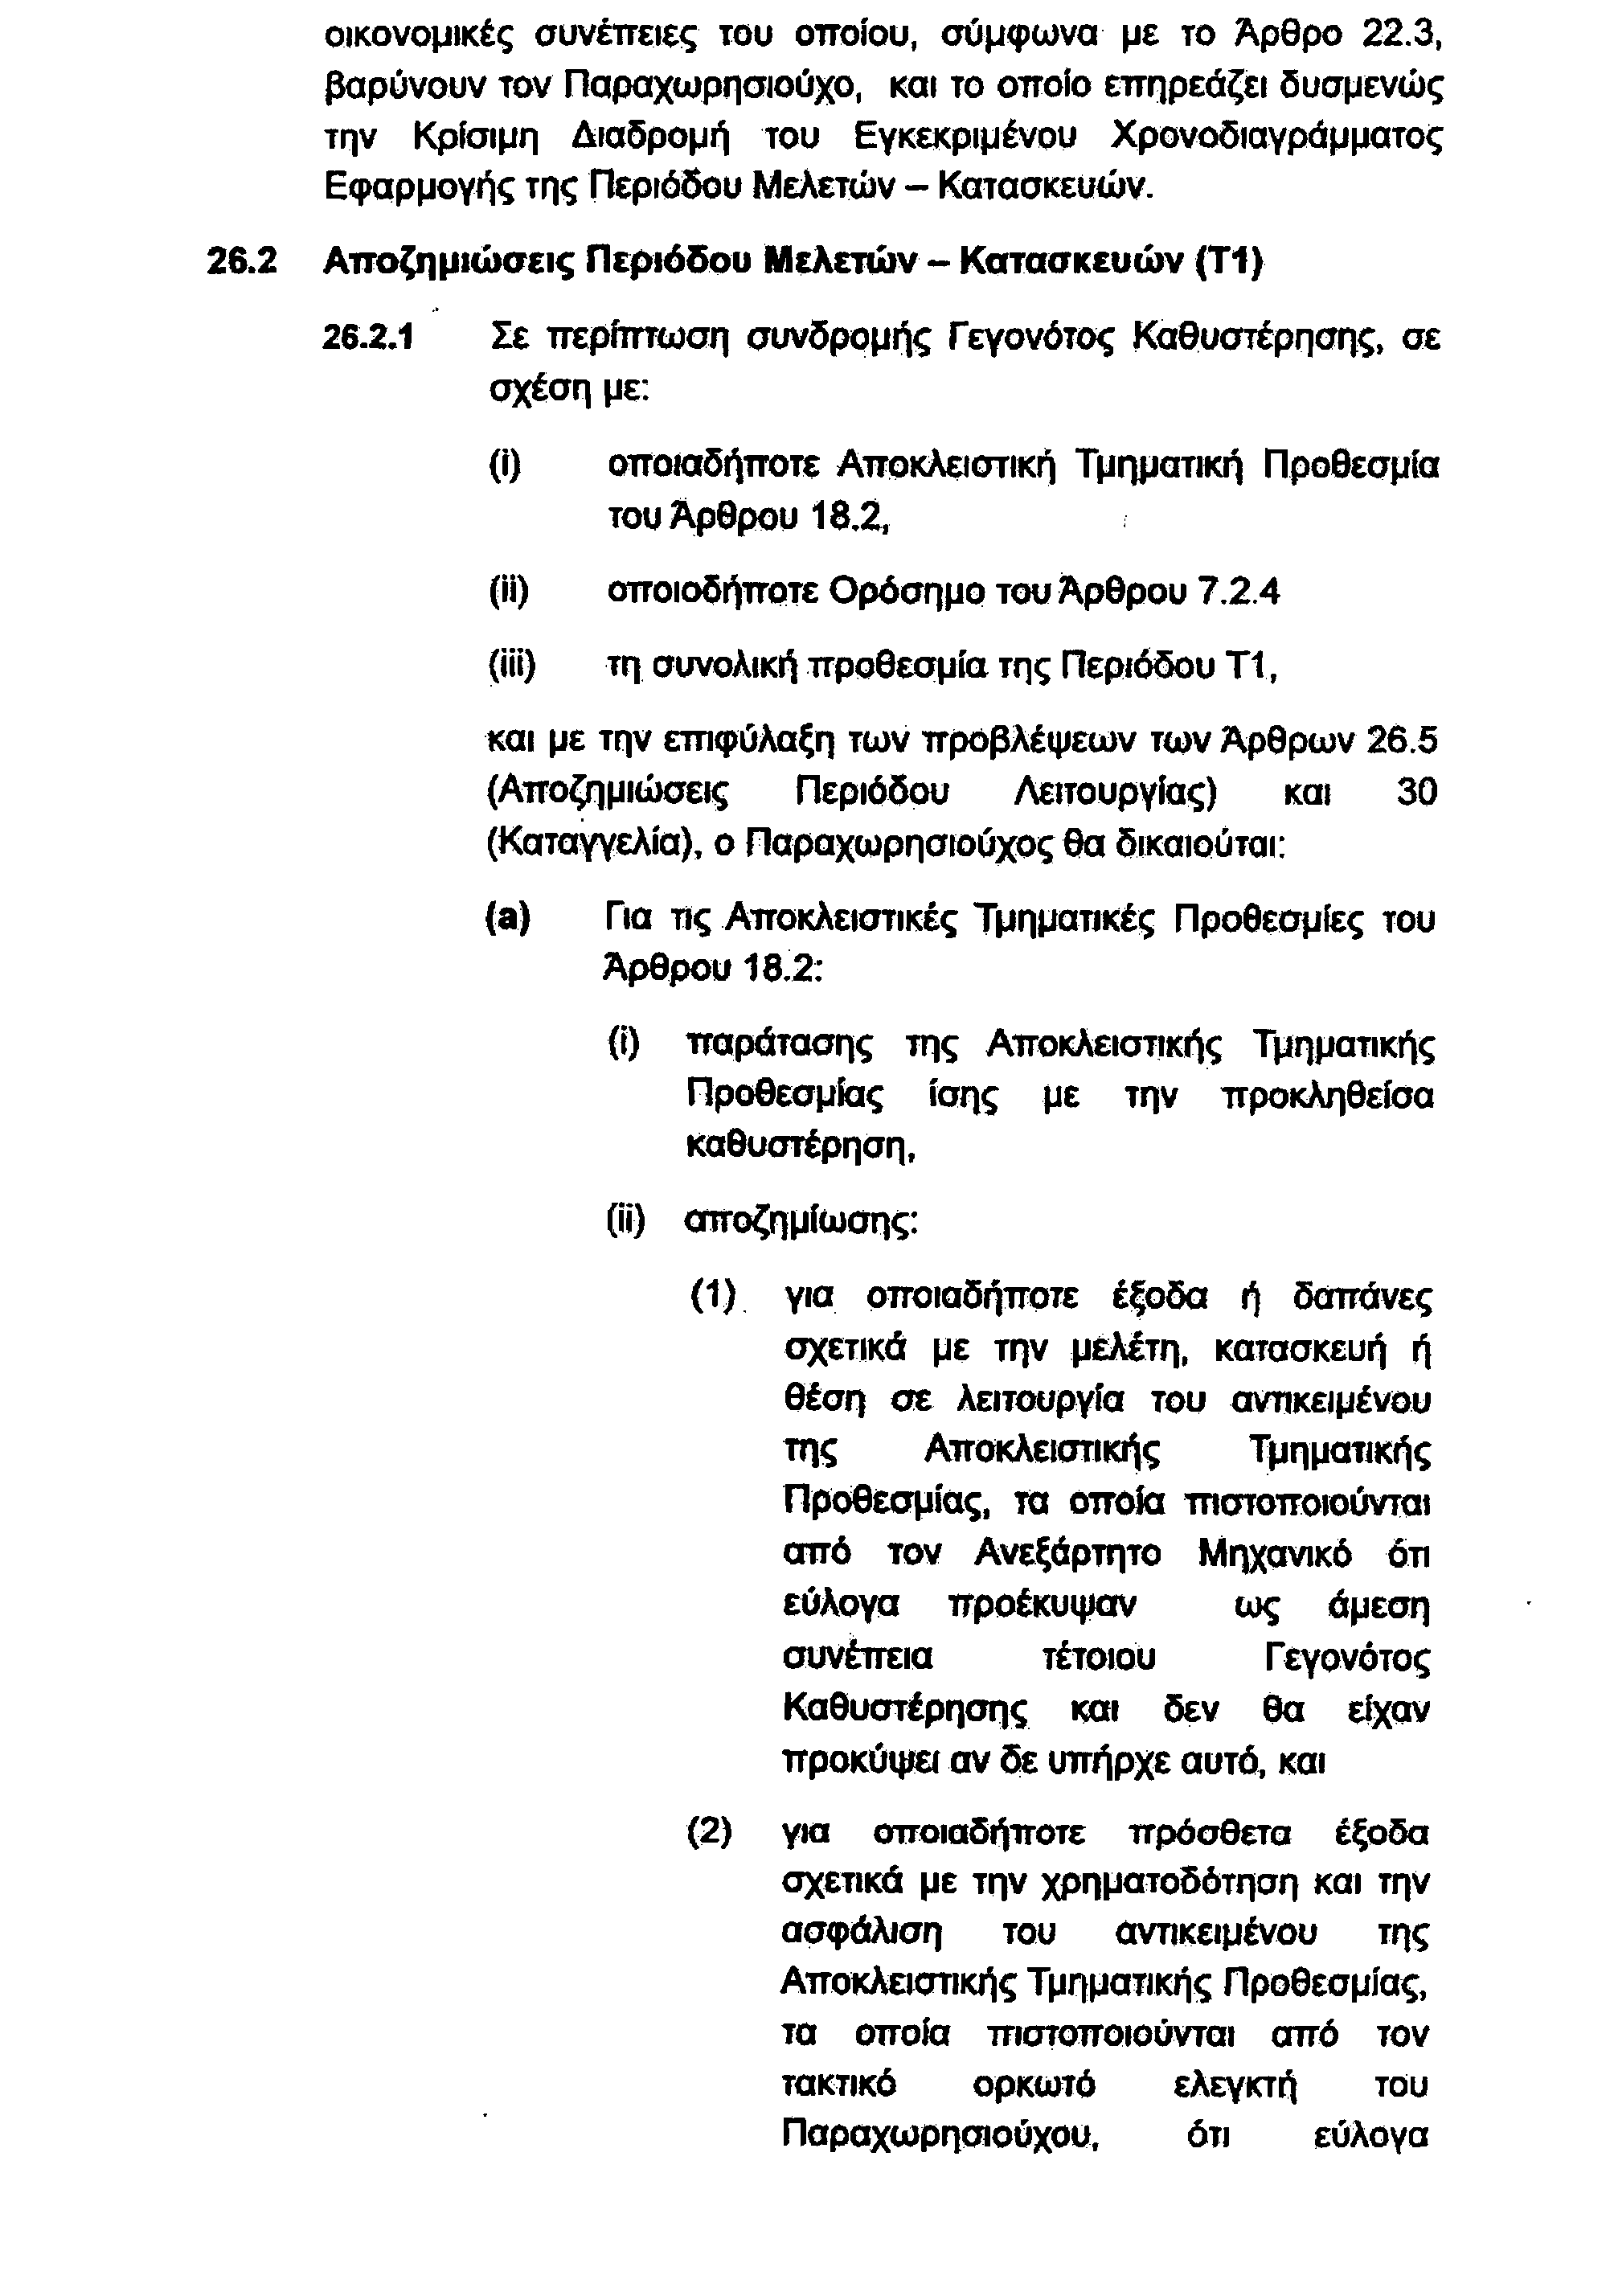 οικονομικές συνέπειες του οποίου, σύμφωνα με το Άρθρο 22.3,
βαρύνουν τον Παραχωρησιούχο, και το οποίο επηρεάζει δυσμενώς
την Κρίσιμη Διαδρομή του Εγκεκριμένου Χρονοδιαγράμματος
Εφαρμογής της Περιόδου Μελετών – Κατασκευών.
26.2 Αποζημιώσεις Περιόδου Μελετών – Κατασκευών (Τ1)
26.2.1 Σε περίπτωση συνδρομής Γεγονότος Καθυστέρησης, σε
σχέση με:
(i) οποιαδήποτε Αποκλειστική Τμηματική Προθεσμία
του Άρθρου 18.2,
(ii) οποιοδήποτε Ορόσημο του Άρθρου 7.2.4
(iii) τη συνολική προθεσμία της Περιόδου Τ1,
και με την επιφύλαξη των προβλέψεων των Άρθρων 26.5
(Αποζημιώσεις Περιόδου Λειτουργίας) και 30
(Καταγγελία), ο Παραχωρησιούχος θα δικαιούται:
(a) Για τις Αποκλειστικές Τμηματικές Προθεσμίες του
Άρθρου 18.2:
(i) παράτασης της Αποκλειστικής Τμηματικής
Προθεσμίας ίσης με την προκληθείσα
καθυστέρηση,
(ii) αποζημίωσης:
(1) για οποιαδήποτε έξοδα ή δαπάνες
σχετικά με την μελέτη, κατασκευή ή
θέση σε λειτουργία του αντικειμένου
της Αποκλειστικής Τμηματικής
Προθεσμίας, τα οποία πιστοποιούνται
από τον Ανεξάρτητο Μηχανικό ότι
εύλογα προέκυψαν ως άμεση
συνέπεια τέτοιου Γεγονότος
Καθυστέρησης και δεν θα είχαν
προκύψει αν δε υπήρχε αυτό, και
(2) για οποιαδήποτε πρόσθετα έξοδα
σχετικά με την χρηματοδότηση και την
ασφάλιση του αντικειμένου της
Αποκλειστικής Τμηματικής Προθεσμίας,
τα οποία πιστοποιούνται από τον
τακτικό ορκωτό ελεγκτή του
Παραχωρησιούχου, ότι εύλογα